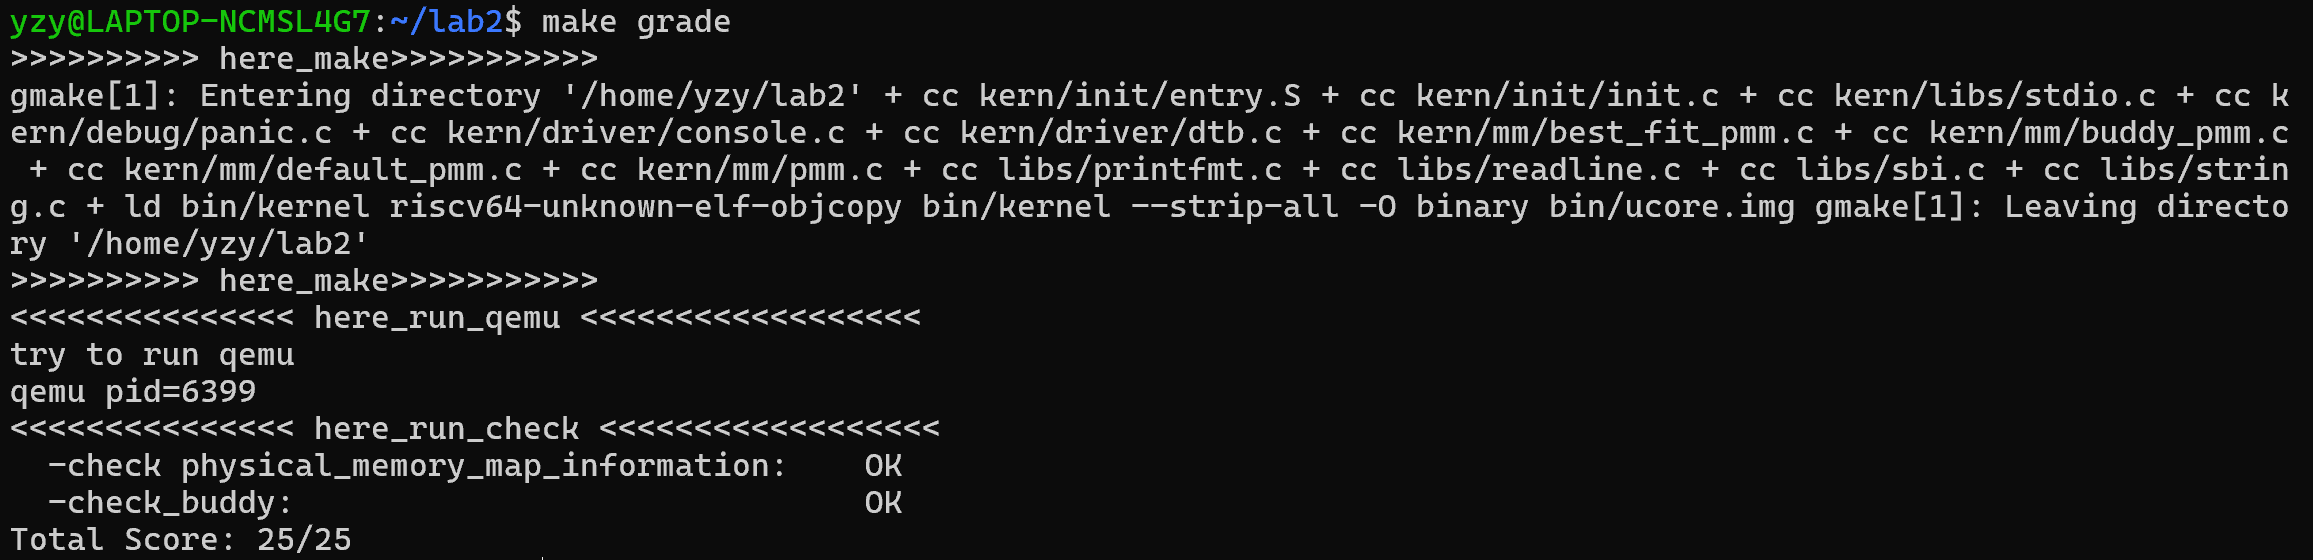 yzy@LAPTOP-NCMSL4G7:~/lab2$ make grade
>>>>>>>>>> here_make>>>>>>>>>>>
gmake[1]: Entering directory '/home/yzy/lab2' + cc kern/init/entry.S + cc kern/init/init.c + cc kern/libs/stdio.c + cc k
ern/debug/panic.c + cc kern/driver/console.c + cc kern/driver/dtb.c + cc kern/mm/best_fit_pmm.c + cc kern/mm/buddy_pmm.c
 + cc kern/mm/default_pmm.c + cc kern/mm/pmm.c + cc libs/printfmt.c + cc libs/readline.c + cc libs/sbi.c + cc libs/strin
g.c + ld bin/kernel riscv64-unknown-elf-objcopy bin/kernel --strip-all -O binary bin/ucore.img gmake[1]: Leaving directo
ry '/home/yzy/lab2'
>>>>>>>>>> here_make>>>>>>>>>>>
<<<<<<<<<<<<<<< here_run_qemu <<<<<<<<<<<<<<<<<<
try to run qemu
qemu pid=6399
<<<<<<<<<<<<<<< here_run_check <<<<<<<<<<<<<<<<<<
  -check physical_memory_map_information:    OK
  -check_buddy:                              OK
Total Score: 25/25